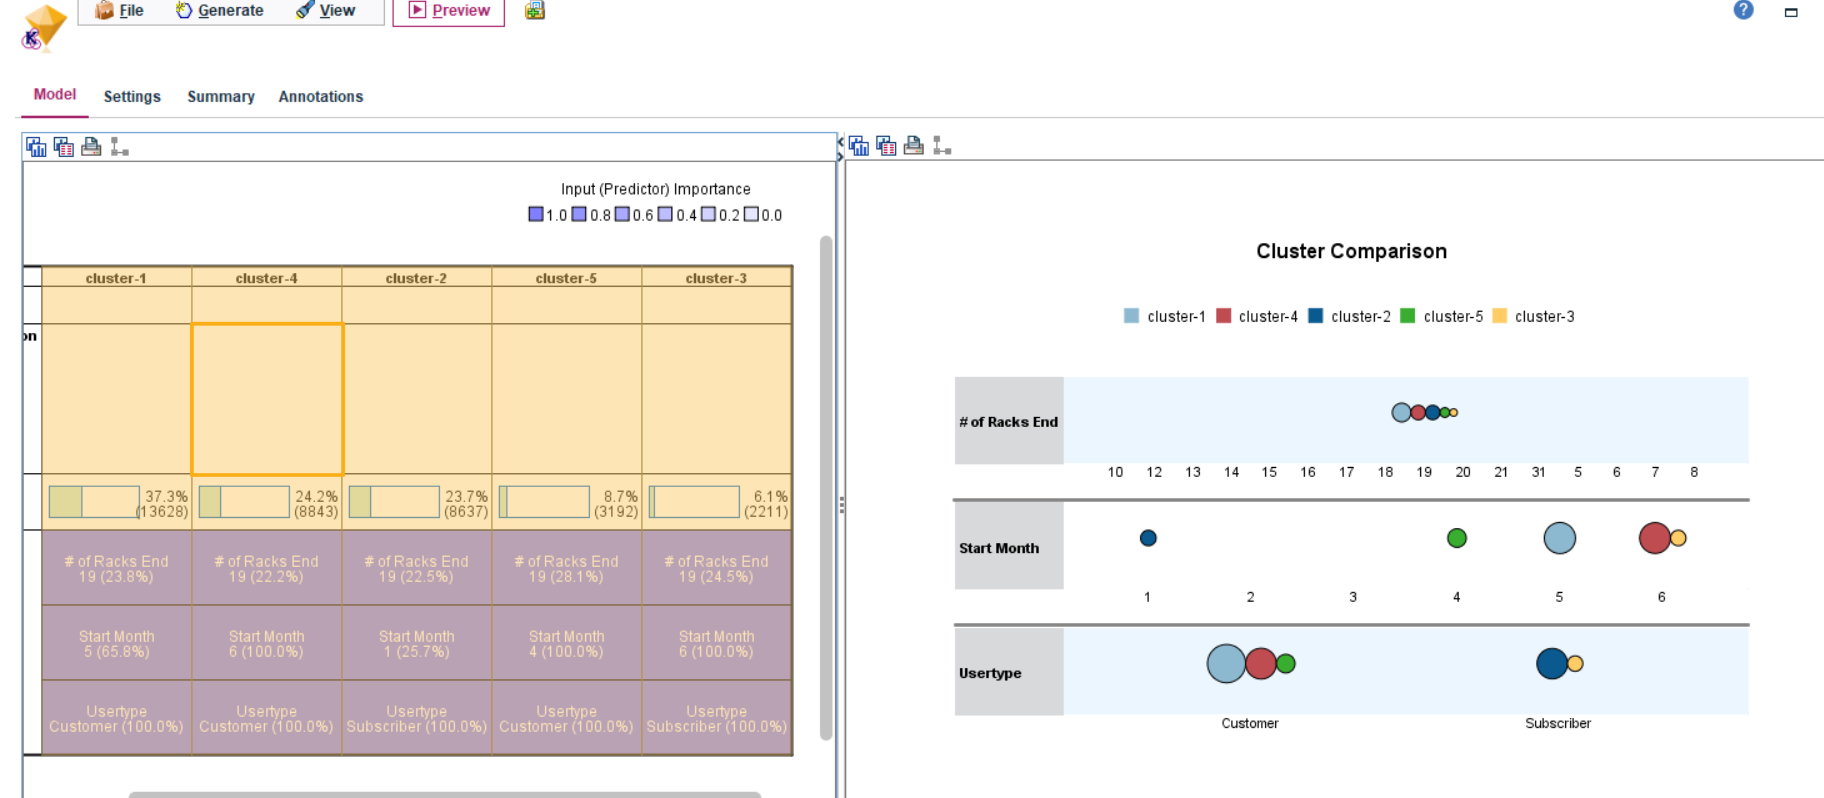 File Generate View Preview
?
K
Model Settings Summary Annotations
Input (Predictor) Importance
1.0 0.8 0.6 0.4 0.2 0.0
cluster-1 cluster-4 cluster-2 cluster-5 cluster-3
on
37.3% 24.2% 23.7% 8.7% 6.1%
(13628) (8843) (8637) (3192) (2211)
# of Racks End # of Racks End # of Racks End # of Racks End # of Racks End
19 (23.8%) 19 (22.2%) 19 (22.5%) 19 (28.1%) 19 (24.5%)
Start Month Start Month Start Month Start Month Start Month
5 (65.8%) 6 (100.0%) 1 (25.7%) 4 (100.0%) 6 (100.0%)
Usertype Usertype Usertype Usertype Usertype
Customer (100.0%) Customer (100.0%) Subscriber (100.0%) Customer (100.0%) Subscriber (100.0%)
Cluster Comparison
cluster-1 cluster-4 cluster-2 cluster-5 cluster-3
# of Racks End
10 12 13 14 15 16 17 18 19 20 21 31 5 6 7 8
Start Month
1 2 3 4 5 6
Usertype
Customer Subscriber